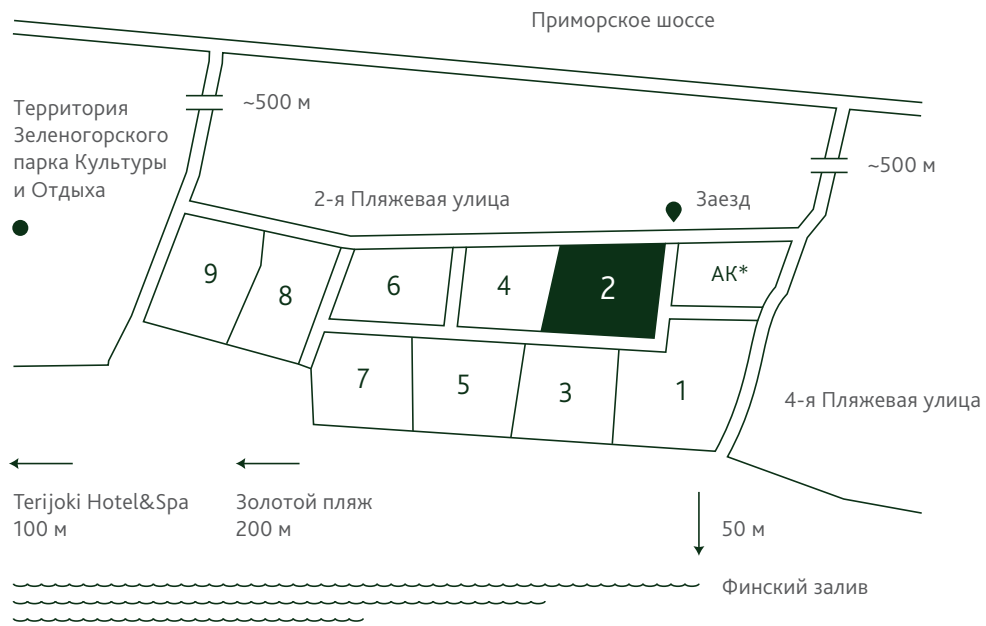 Приморское шоссе
~500 м
Территория
Зеленогорского
парка Культуры
и Отдыха
~500 м
2-я Пляжевая улица
Заезд
9
8
6
4
2
АК*
7
5
3
1
4-я Пляжевая улица
Terijoki Hotel&Spa
100 м
Золотой пляж
200 м
50 м
Финский залив